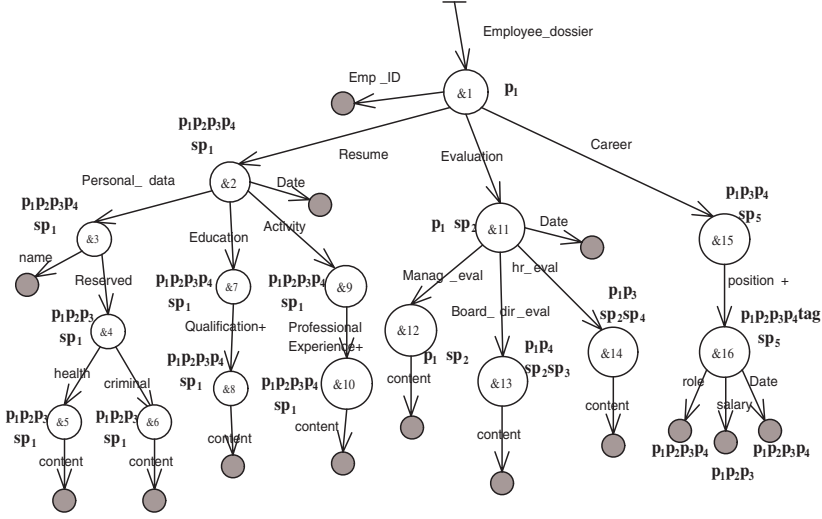 Employee_dossier
Emp _ID
&1
p1
p1p2p3p4
sp1
Resume
Evaluation
Career
Personal_ data
&2
Date
p1p2p3p4
sp1
&3
Education
Activity
p1 sp2
&11
Date
p1p3p4
sp5
&15
name
Reserved
p1p2p3p4
sp1
&7
p1p2p3p4
sp1
&9
Manag _eval
hr_eval
position +
p1p2p3
sp1
&4
Qualification+
Professional
Experience+
&12
Board_ dir_eval
p1p3
sp2sp4
p1p2p3p4tag
sp5
p1 sp2
p1p4
sp2sp3
&14
&16
health
criminal
p1p2p3p4
sp1
&8
p1p2p3p4
sp1
&10
content
&13
role
salary
Date
p1p2p3
sp1
&5
p1p2p3
sp1
&6
content
content
content
content
p1p2p3p4
p1p2p3
p1p2p3p4
content
content